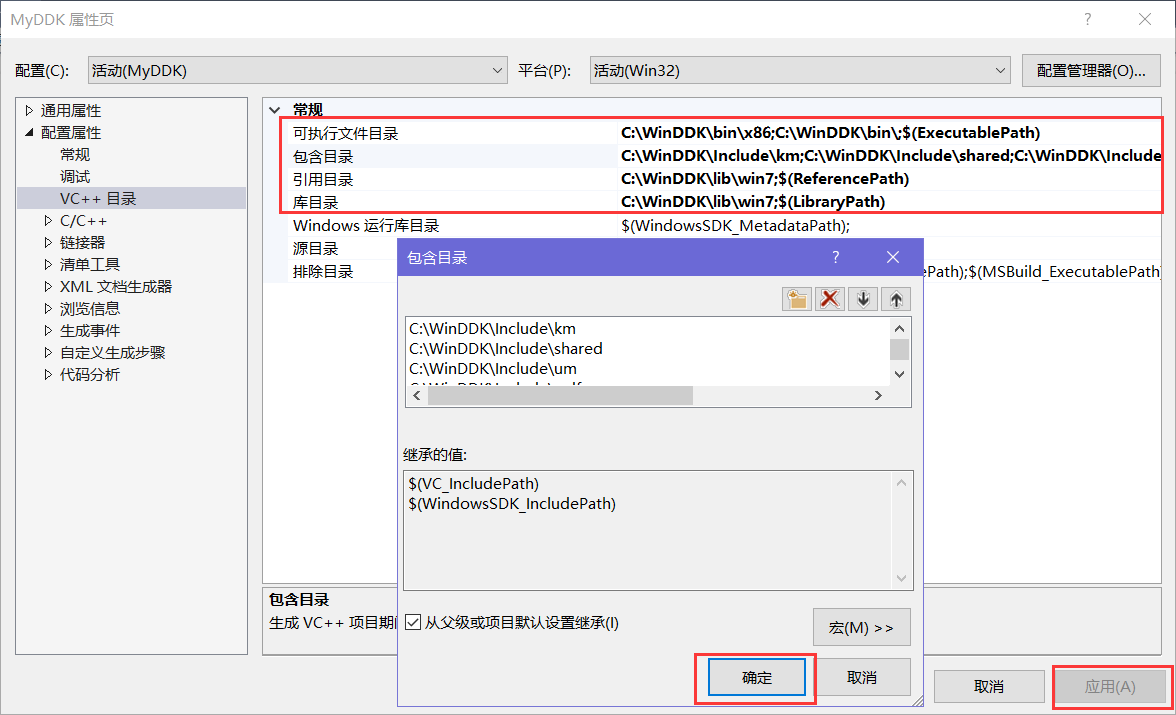 MyDDK 属性页
配置(C): 活动(MyDDK) 平台(P): 活动(Win32) 配置管理器(O)...
通用属性
配置属性
常规
调试
VC++ 目录
C/C++
链接器
清单工具
XML 文档生成器
浏览信息
生成事件
自定义生成步骤
代码分析
常规
可执行文件目录 C:\WinDDK\bin\x86;C:\WinDDK\bin\;$(ExecutablePath)
包含目录 C:\WinDDK\Include\km;C:\WinDDK\Include\shared;C:\WinDDK\Include
引用目录 C:\WinDDK\lib\win7;$(ReferencePath)
库目录 C:\WinDDK\lib\win7;$(LibraryPath)
Windows 运行库目录 $(WindowsSDK_MetadataPath);
源目录
排除目录 ePath);$(MSBuild_ExecutablePath)
包含目录
C:\WinDDK\Include\km
C:\WinDDK\Include\shared
C:\WinDDK\Include\um
继承的值:
$(VC_IncludePath)
$(WindowsSDK_IncludePath)
从父级或项目默认设置继承(I)
宏(M) >>
确定 取消
包含目录
生成 VC++ 项目期
取消 应用(A)